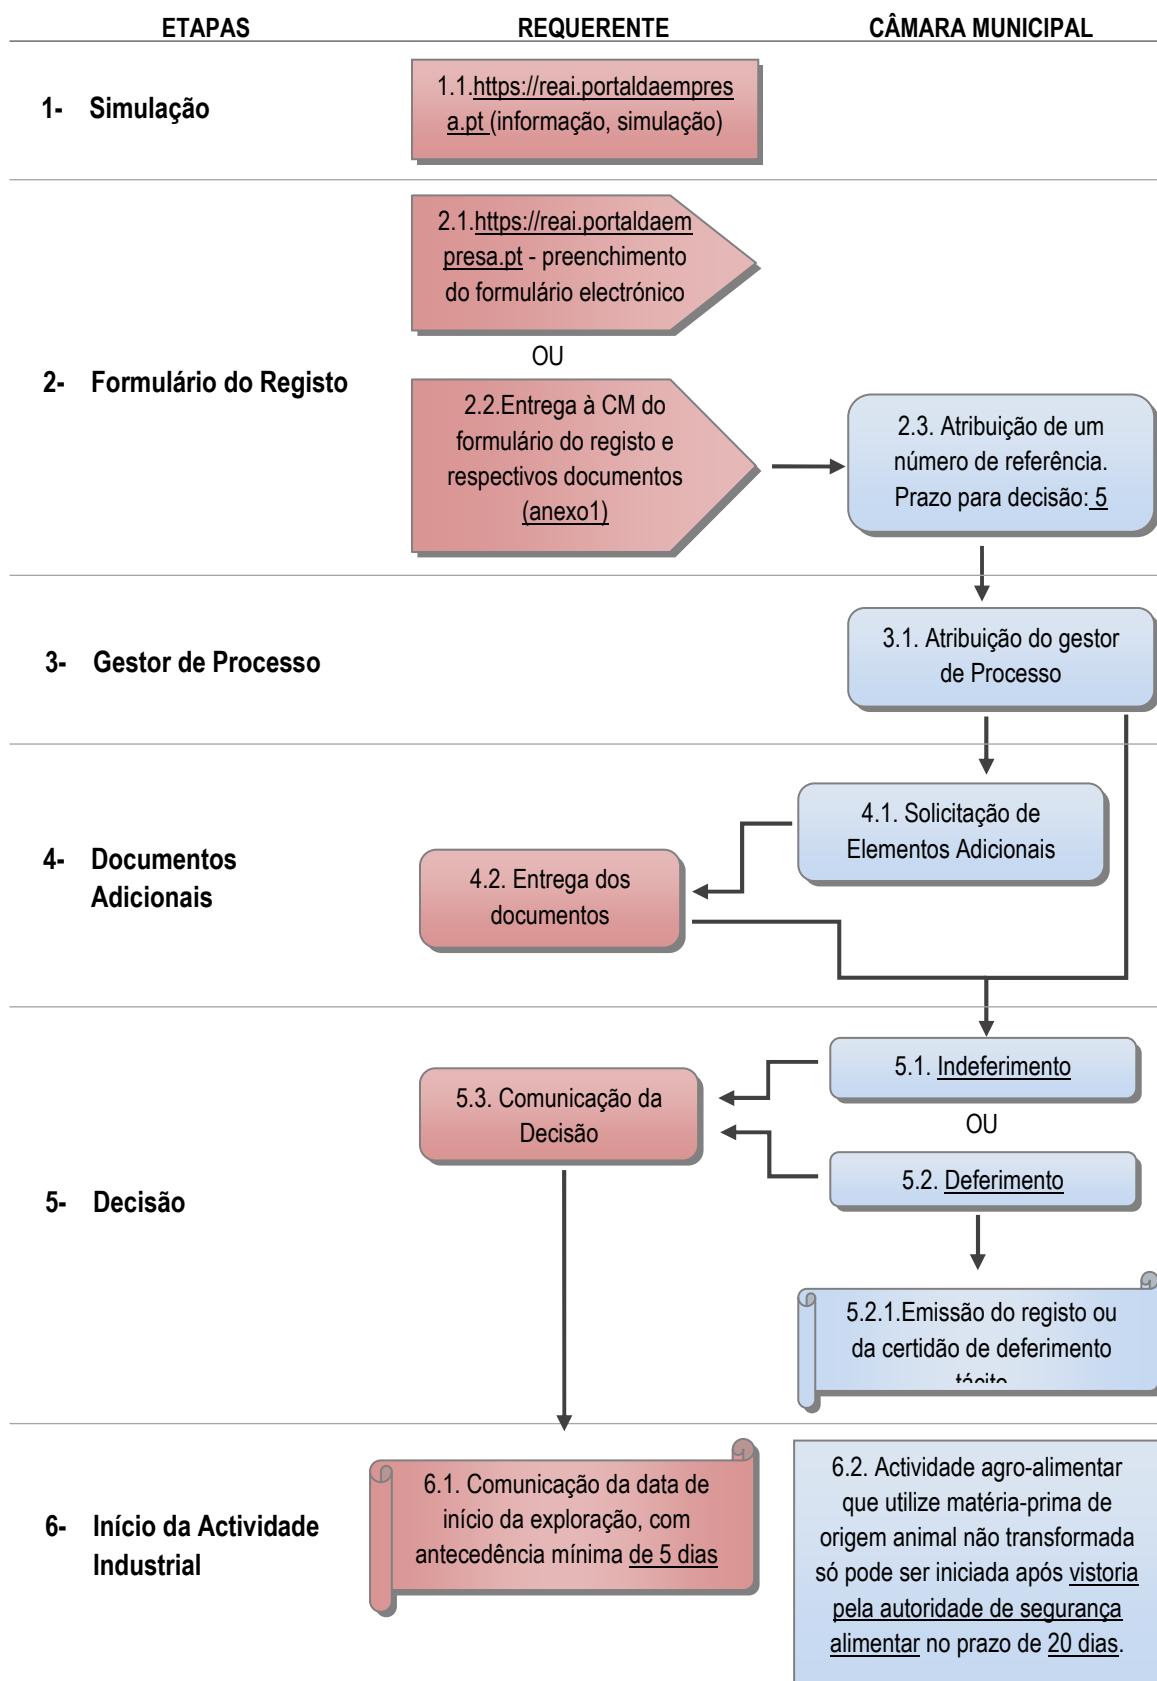 ETAPAS REQUERENTE CÂMARA MUNICIPAL
1- Simulação
1.1.https://reai.portaldaempres
a.pt (informação, simulação)
2.1.https://reai.portaldaem
presa.pt - preenchimento
do formulário electrónico
OU
2- Formulário do Registo
2.2.Entrega à CM do
formulário do registo e
respectivos documentos
(anexo1)
2.3. Atribuição de um
número de referência.
Prazo para decisão: 5
3- Gestor de Processo
3.1. Atribuição do gestor
de Processo
4- Documentos
Adicionais
4.1. Solicitação de
Elementos Adicionais
4.2. Entrega dos
documentos
5- Decisão
5.1. Indeferimento
OU
5.2. Deferimento
5.3. Comunicação da
Decisão
5.2.1.Emissão do registo ou
da certidão de deferimento
tácito
6- Início da Actividade
Industrial
6.1. Comunicação da data de
início da exploração, com
antecedência mínima de 5 dias
6.2. Actividade agro-alimentar
que utilize matéria-prima de
origem animal não transformada
só pode ser iniciada após vistoria
pela autoridade de segurança
alimentar no prazo de 20 dias.